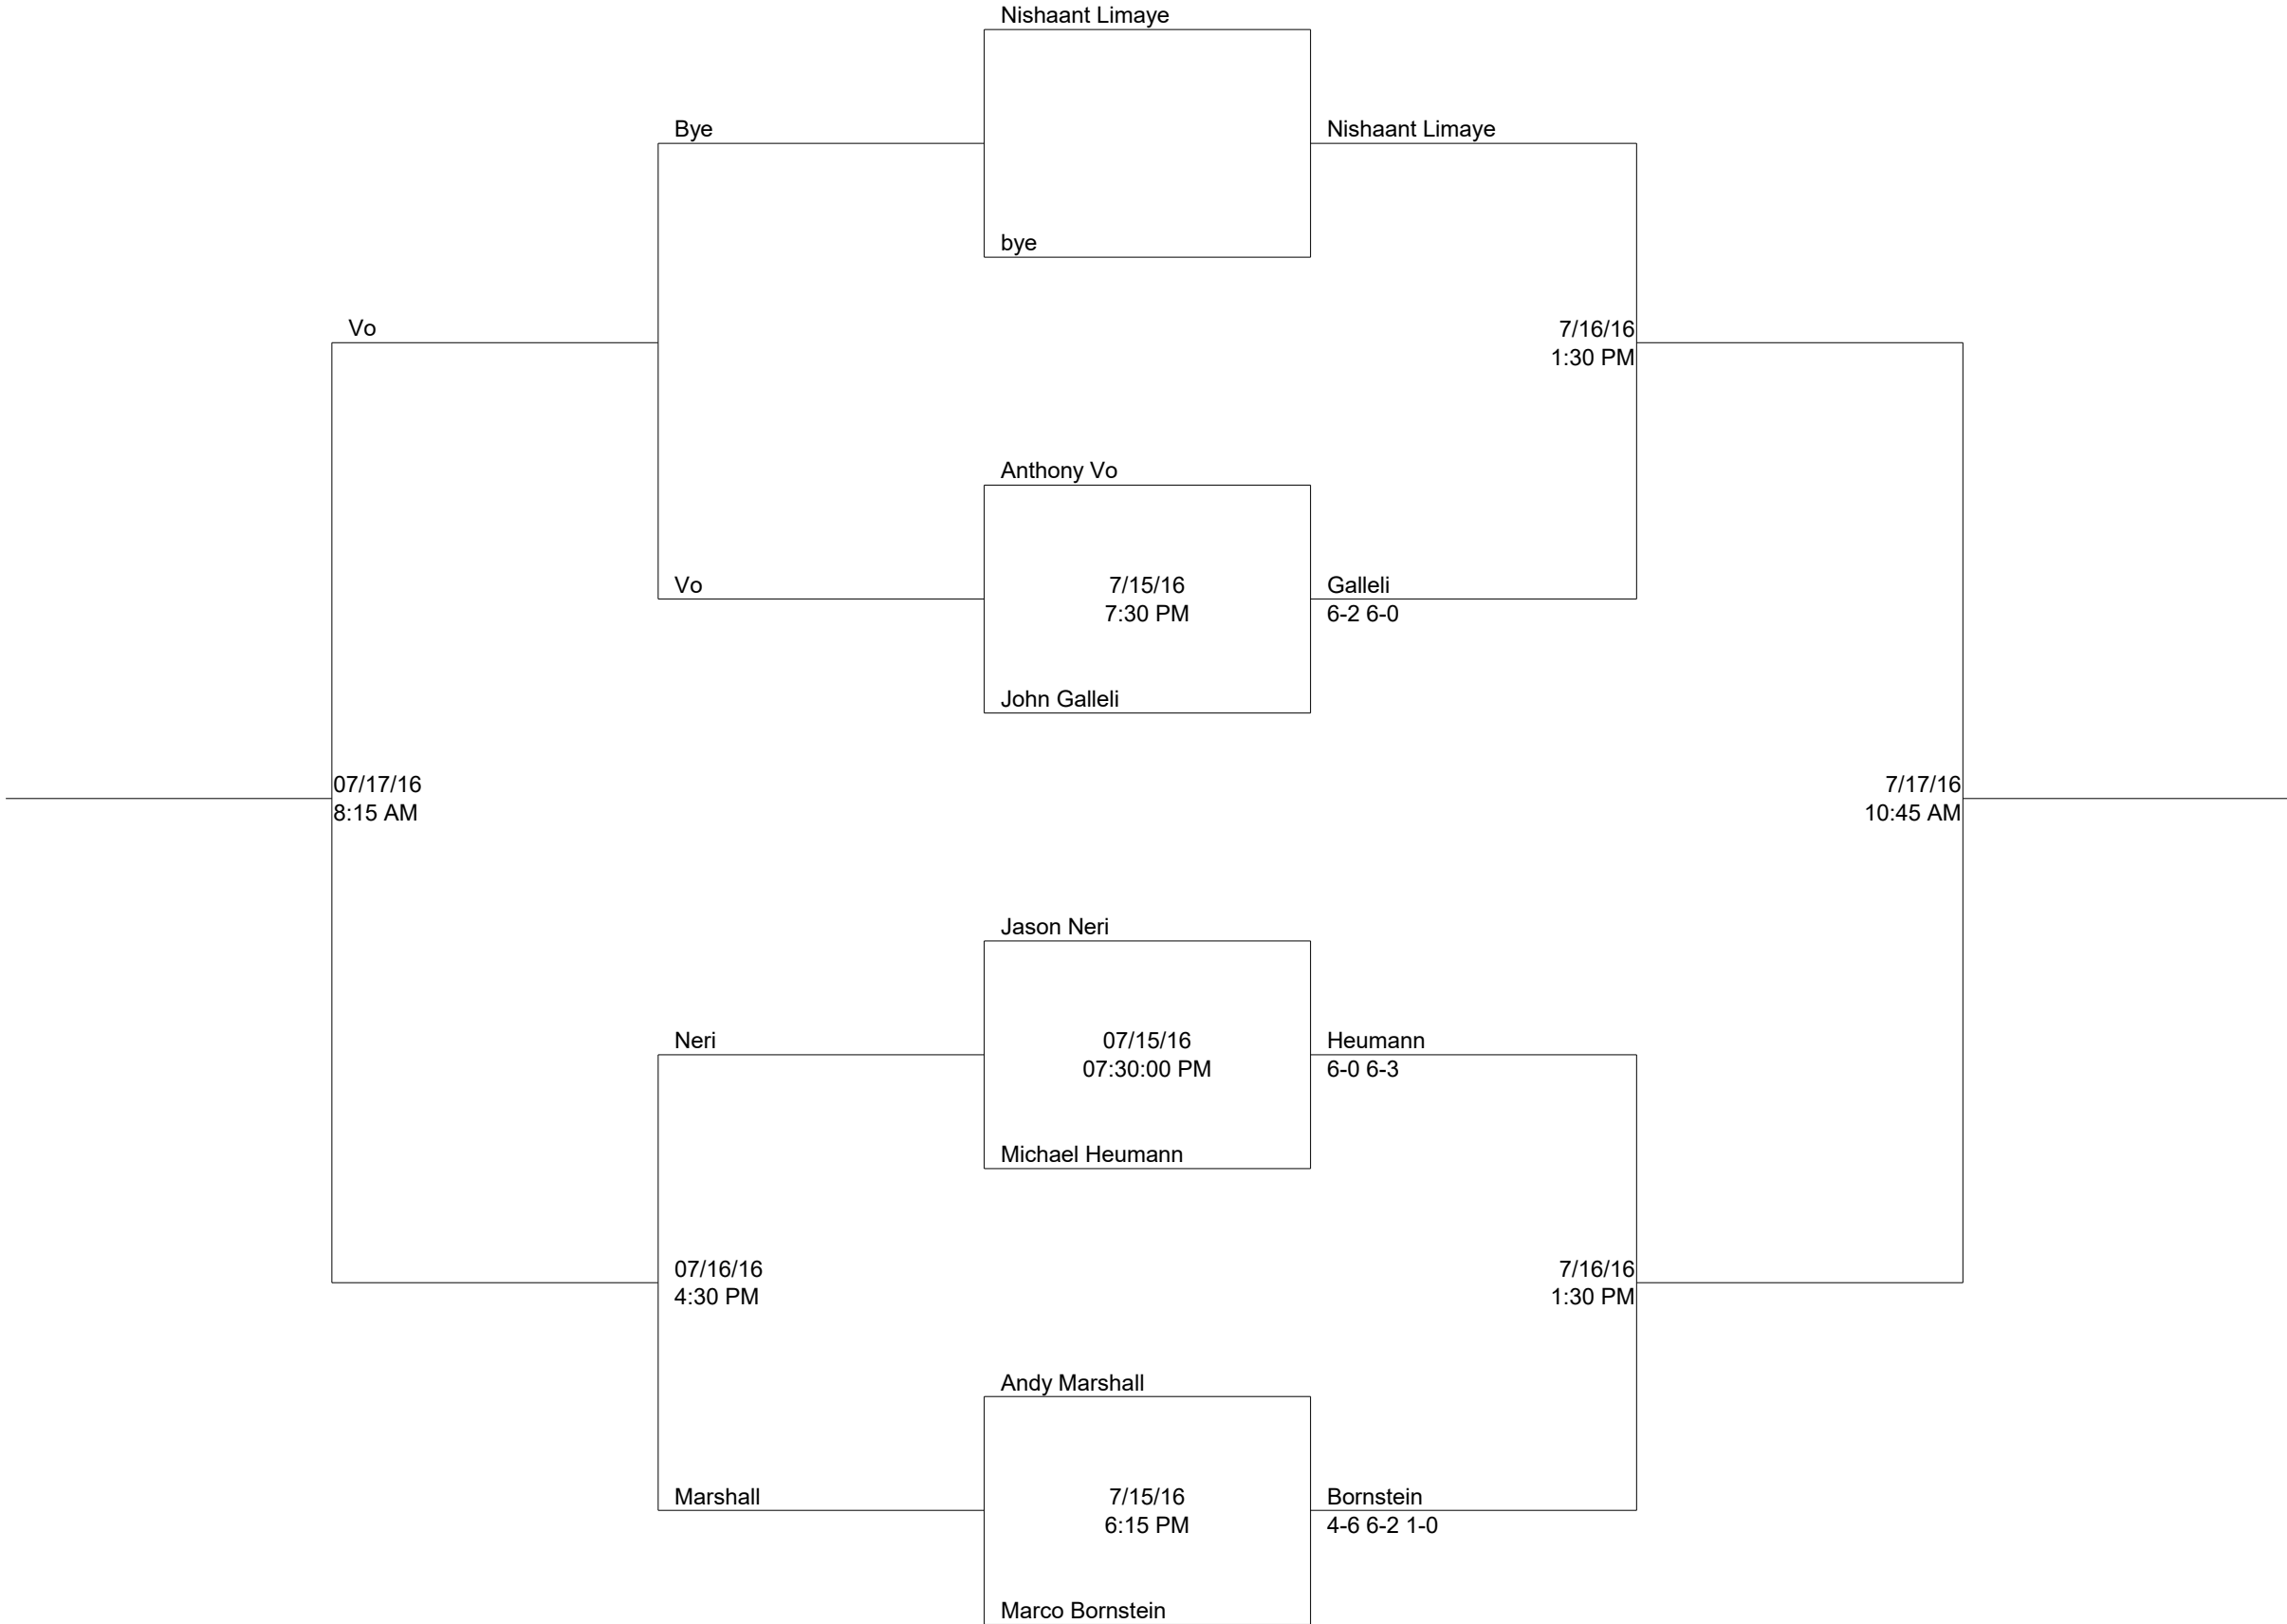 Nishaant Limaye
Bye
Nishaant Limaye
bye
Vo
7/16/16
1:30 PM
Anthony Vo
Vo
7/15/16
7:30 PM
Galleli
6-2 6-0
John Galleli
07/17/16
8:15 AM
7/17/16
10:45 AM
Jason Neri
Neri
07/15/16
07:30:00 PM
Heumann
6-0 6-3
Michael Heumann
07/16/16
4:30 PM
7/16/16
1:30 PM
Andy Marshall
Marshall
7/15/16
6:15 PM
Bornstein
4-6 6-2 1-0
Marco Bornstein